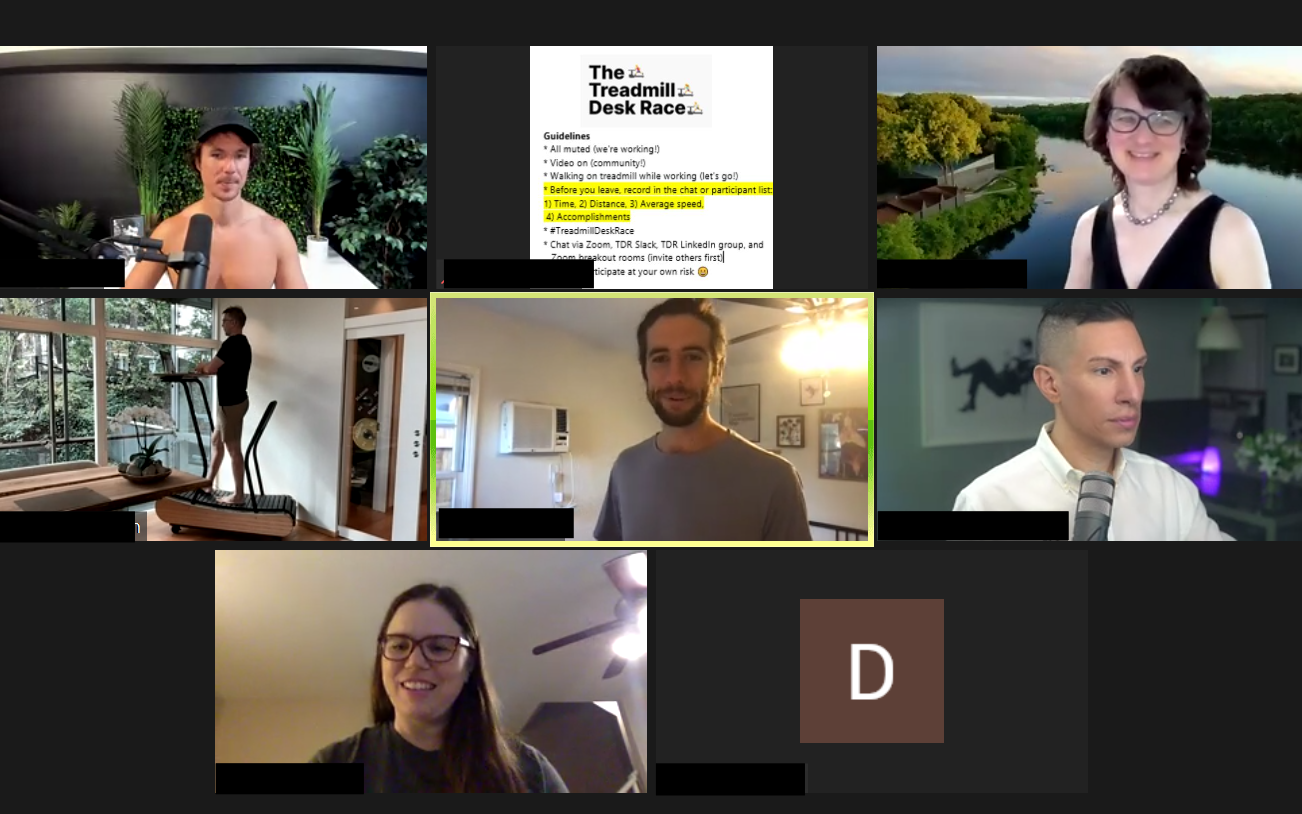 The
Treadmill
Desk Race
Guidelines
* All muted (we're working!)
* Video on (community!)
* Walking on treadmill while working (let's go!)
* Before you leave, record in the chat or participant list:
1) Time, 2) Distance, 3) Average speed,
4) Accomplishments
* #TreadmillDeskRace
* Chat via Zoom, TDR Slack, TDR LinkedIn group, and
Zoom breakout rooms (invite others first)
at your own risk 😀
D